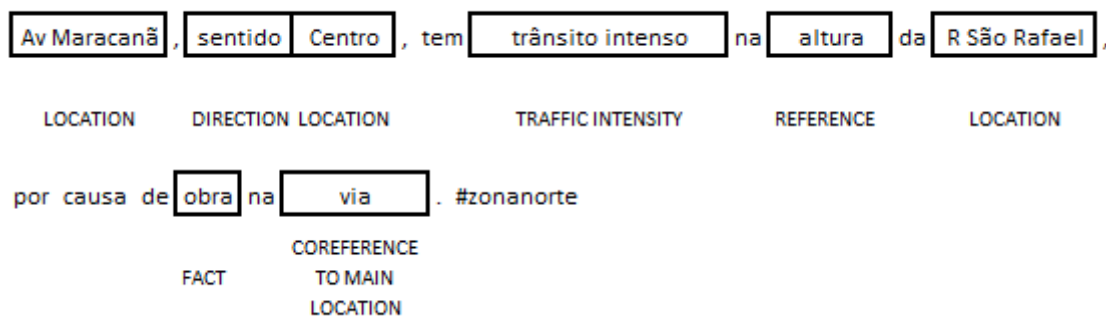 Av Maracanã , sentido Centro , tem trânsito intenso na altura da R São Rafael ,
LOCATION DIRECTION LOCATION TRAFFIC INTENSITY REFERENCE LOCATION
por causa de obra na via . #zonanorte
FACT COREFERENCE TO MAIN LOCATION